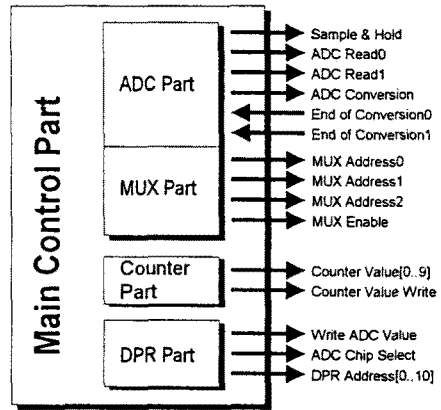 Main Control Part
ADC Part
MUX Part
Counter
Part
DPR Part
Sample & Hold
ADC Read0
ADC Read1
ADC Conversion
End of Conversion0
End of Conversion1
MUX Address0
MUX Address1
MUX Address2
MUX Enable
Counter Value[0..9]
Counter Value Write
Write ADC Value
ADC Chip Select
DPR Address[0..10]